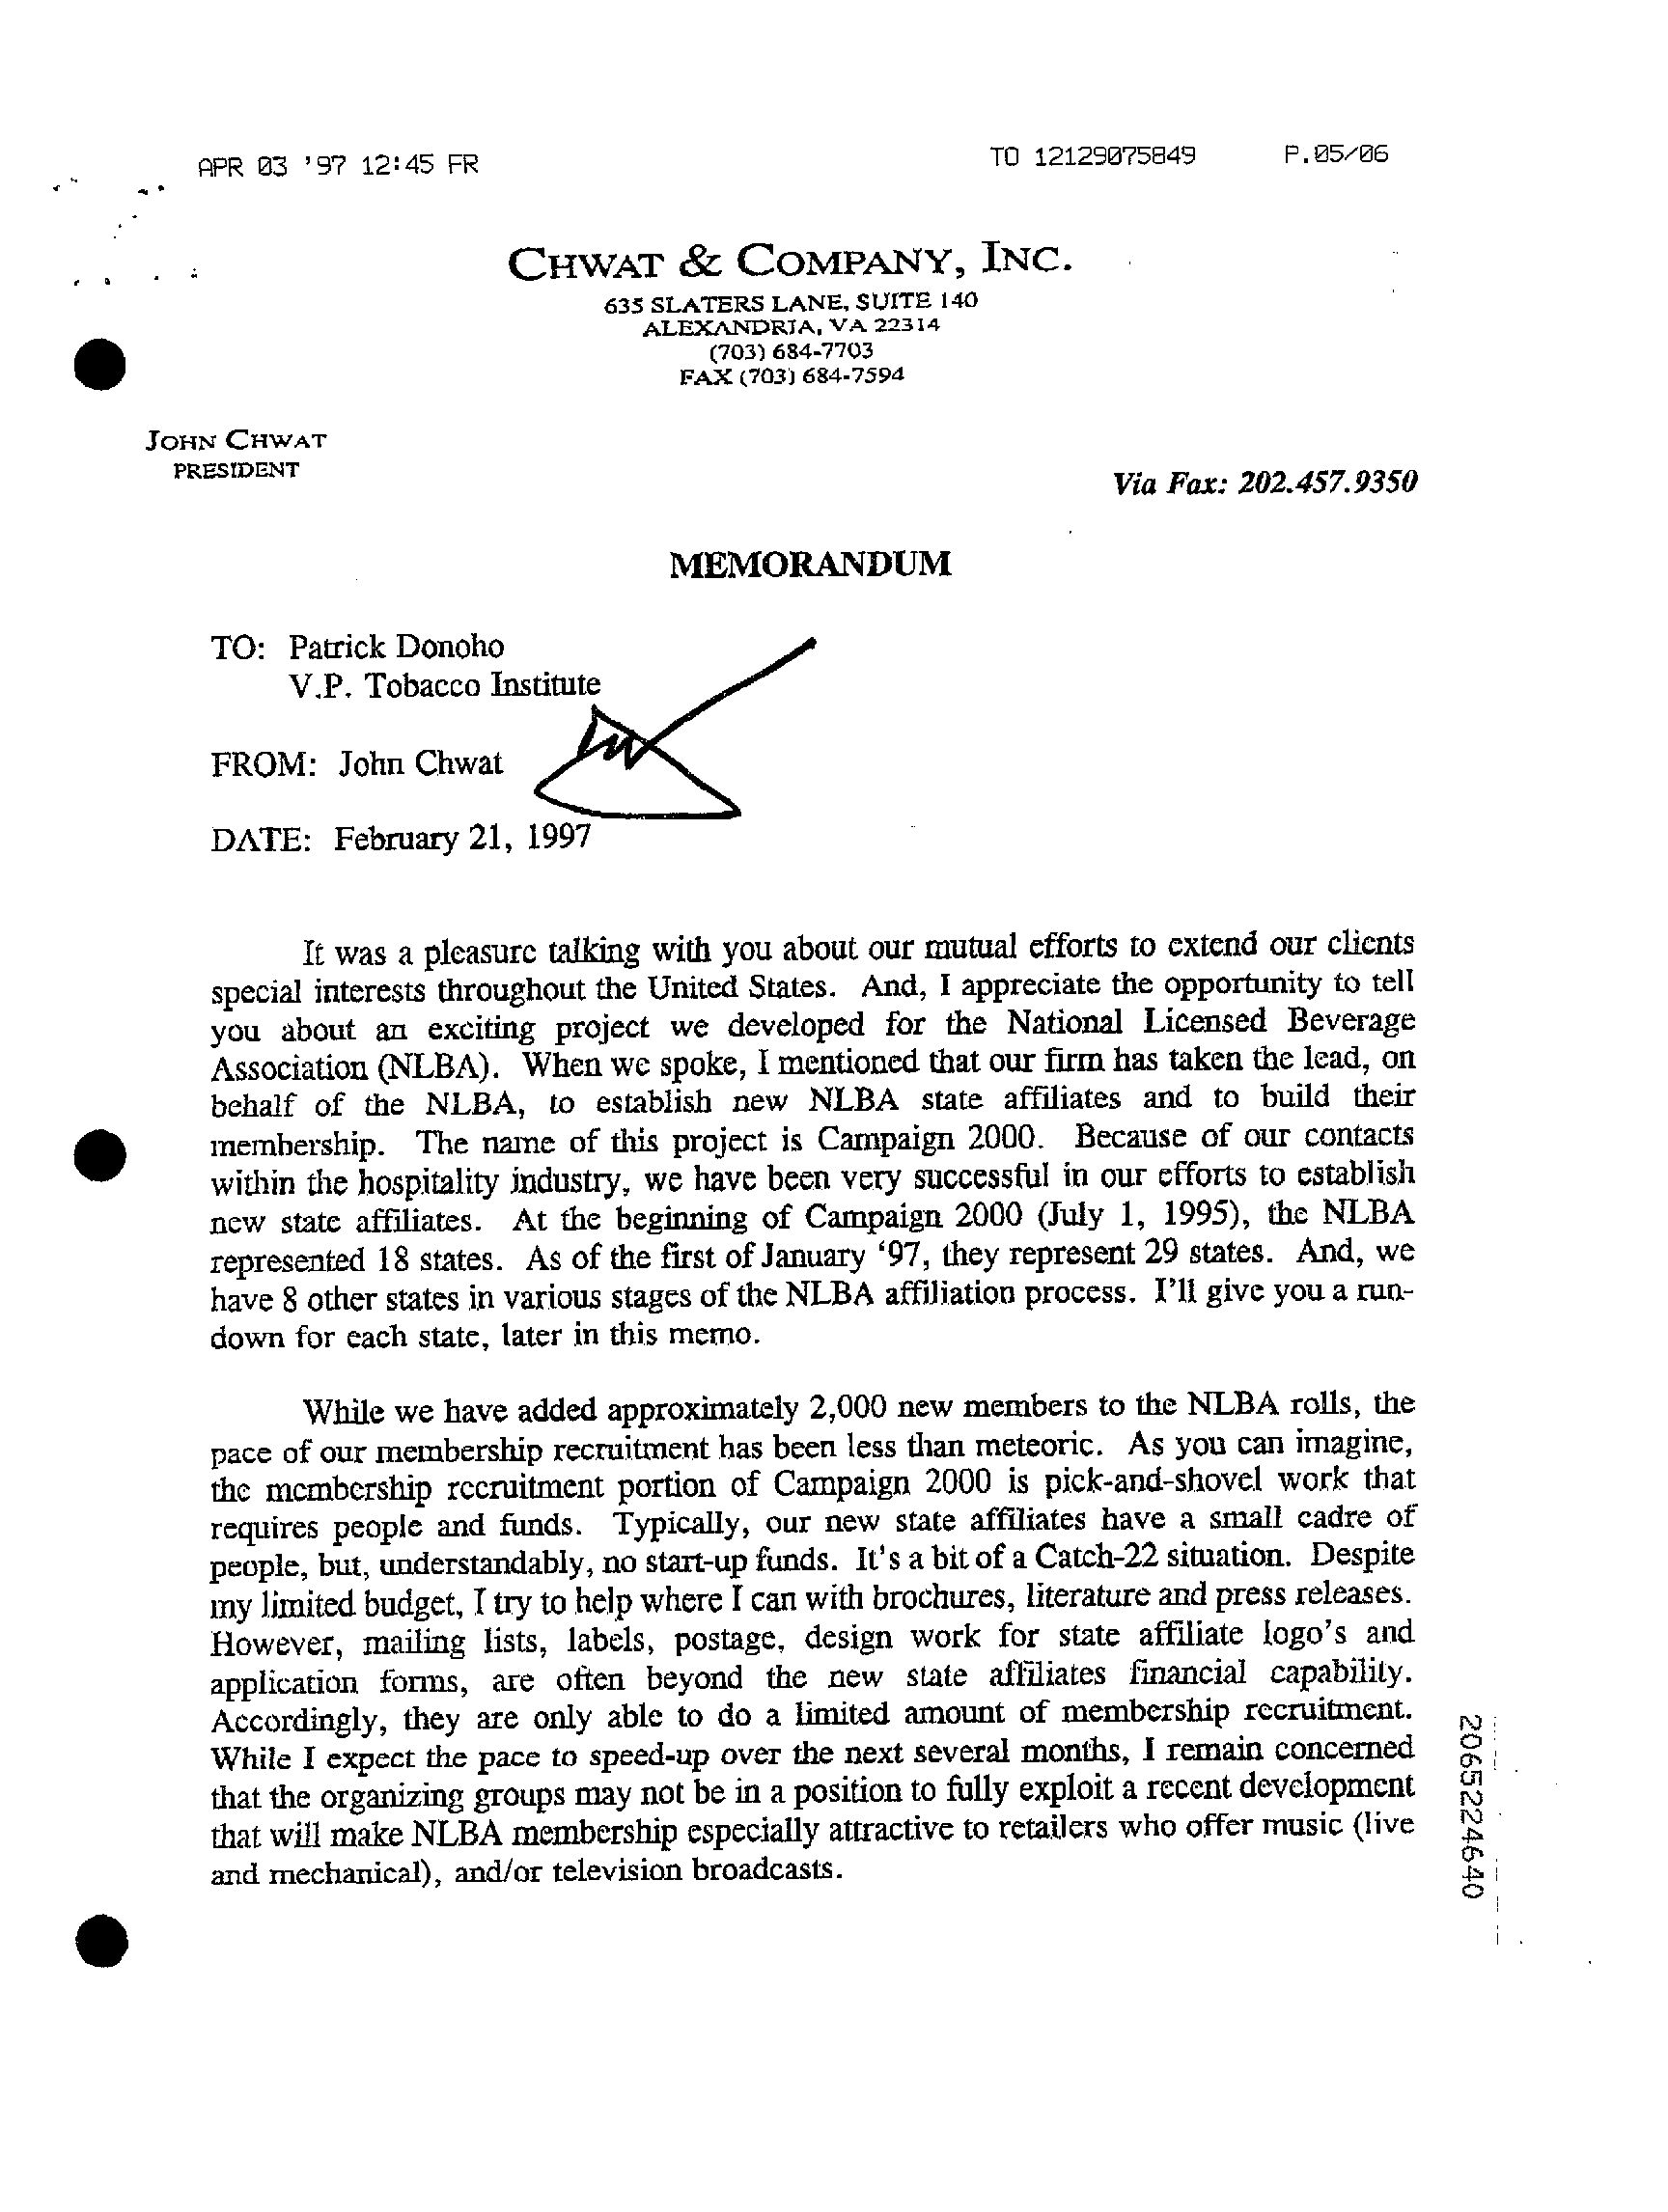 APR 03 '97 12:45 FR TO 12129075849 P.05/06
CHWAT & COMPANY, INC.
635 SLATERS LANE, SUITE 140
ALEXANDRIA, VA 22314
(703) 684-7703
FAX (703) 684-7594
JOHN CHWAT
PRESIDENT
Via Fax: 202.457.9350
MEMORANDUM
TO: Patrick Donoho
V.P. Tobacco Institute
FROM: John Chwat
DATE: February 21, 1997
It was a pleasure talking with you about our mutual efforts to extend our clients
special interests throughout the United States. And, I appreciate the opportunity to tell
you about an exciting project we developed for the National Licensed Beverage
Association (NLBA). When we spoke, I mentioned that our firm has taken the lead, on
behalf of the NLBA, to establish new NLBA state affiliates and to build their
membership. The name of this project is Campaign 2000. Because of our contacts
within the hospitality industry, we have been very successful in our efforts to establish
new state affiliates. At the beginning of Campaign 2000 (July 1, 1995), the NLBA
represented 18 states. As of the first of January '97, they represent 29 states. And, we
have 8 other states in various stages of the NLBA affiliation process. I'll give you a run-
down for each state, later in this memo.
While we have added approximately 2,000 new members to the NLBA rolls, the
pace of our membership recruitment has been less than meteoric. As you can imagine,
the membership recruitment portion of Campaign 2000 is pick-and-shovel work that
requires people and funds. Typically, our new state affiliates have a small cadre of
people, but, understandably, no start-up funds. It's a bit of a Catch-22 situation. Despite
my limited budget, I try to help where I can with brochures, literature and press releases.
However, mailing lists, labels, postage, design work for state affiliate logo's and
application forms, are often beyond the new state affiliates financial capability.
Accordingly, they are only able to do a limited amount of membership recruitment.
While I expect the pace to speed-up over the next several months, I remain concerned
that the organizing groups may not be in a position to fully exploit a recent development
that will make NLBA membership especially attractive to retailers who offer music (live
and mechanical), and/or television broadcasts.
2065224640